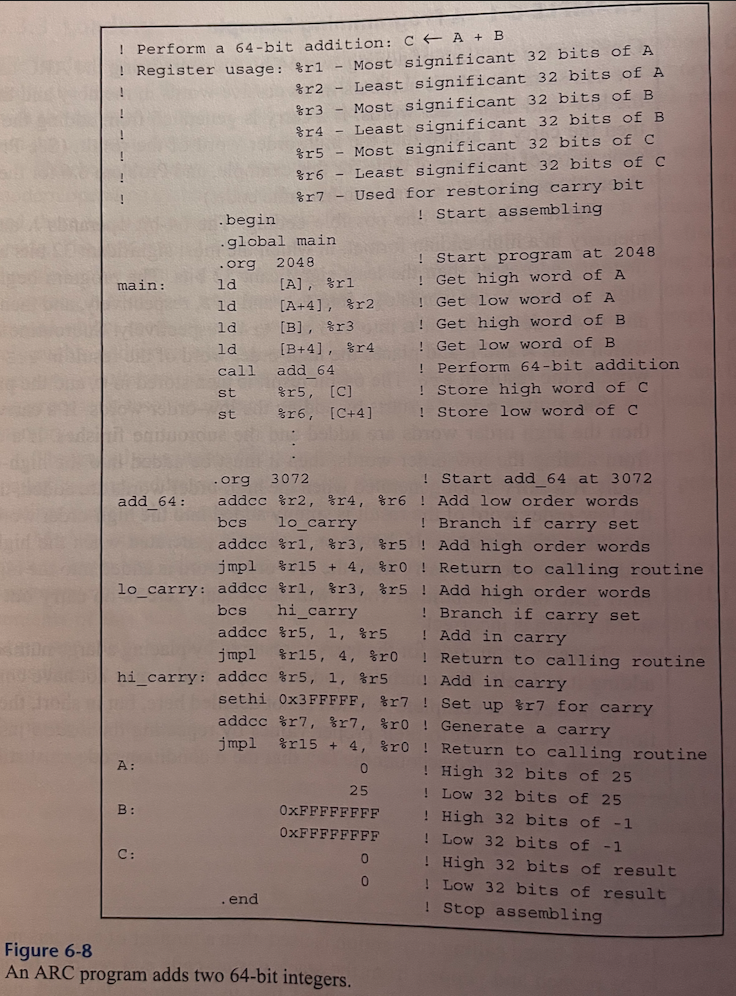 ! Perform a 64-bit addition: C ← A + B
! Register usage: %r1 – Most significant 32 bits of A
!                 %r2 – Least significant 32 bits of A
!                 %r3 – Most significant 32 bits of B
!                 %r4 – Least significant 32 bits of B
!                 %r5 – Most significant 32 bits of C
!                 %r6 – Least significant 32 bits of C
!                 %r7 – Used for restoring carry bit
          .begin                   ! Start assembling
          .global main
          .org  2048               ! Start program at 2048
main:     ld    [A], %r1           ! Get high word of A
          ld    [A+4], %r2         ! Get low word of A
          ld    [B], %r3           ! Get high word of B
          ld    [B+4], %r4         ! Get low word of B
          call  add_64             ! Perform 64-bit addition
          st    %r5, [C]           ! Store high word of C
          st    %r6, [C+4]         ! Store low word of C
                .
                .
          .org  3072               ! Start add_64 at 3072
add_64:   addcc %r2, %r4, %r6 ! Add low order words
          bcs   lo_carry           ! Branch if carry set
          addcc %r1, %r3, %r5 ! Add high order words
          jmpl  %r15 + 4, %r0 ! Return to calling routine
lo_carry: addcc %r1, %r3, %r5 ! Add high order words
          bcs   hi_carry           ! Branch if carry set
          addcc %r5, 1, %r5   ! Add in carry
          jmpl  %r15, 4, %r0  ! Return to calling routine
hi_carry: addcc %r5, 1, %r5   ! Add in carry
          sethi 0x3FFFFF, %r7 ! Set up %r7 for carry
          addcc %r7, %r7, %r0 ! Generate a carry
          jmpl  %r15 + 4, %r0 ! Return to calling routine
A:                      0     ! High 32 bits of 25
                       25     ! Low 32 bits of 25
B:              0xFFFFFFFF    ! High 32 bits of -1
                0xFFFFFFFF    ! Low 32 bits of -1
C:                      0     ! High 32 bits of result
                        0     ! Low 32 bits of result
          .end                ! Stop assembling
Figure 6-8
An ARC program adds two 64-bit integers.